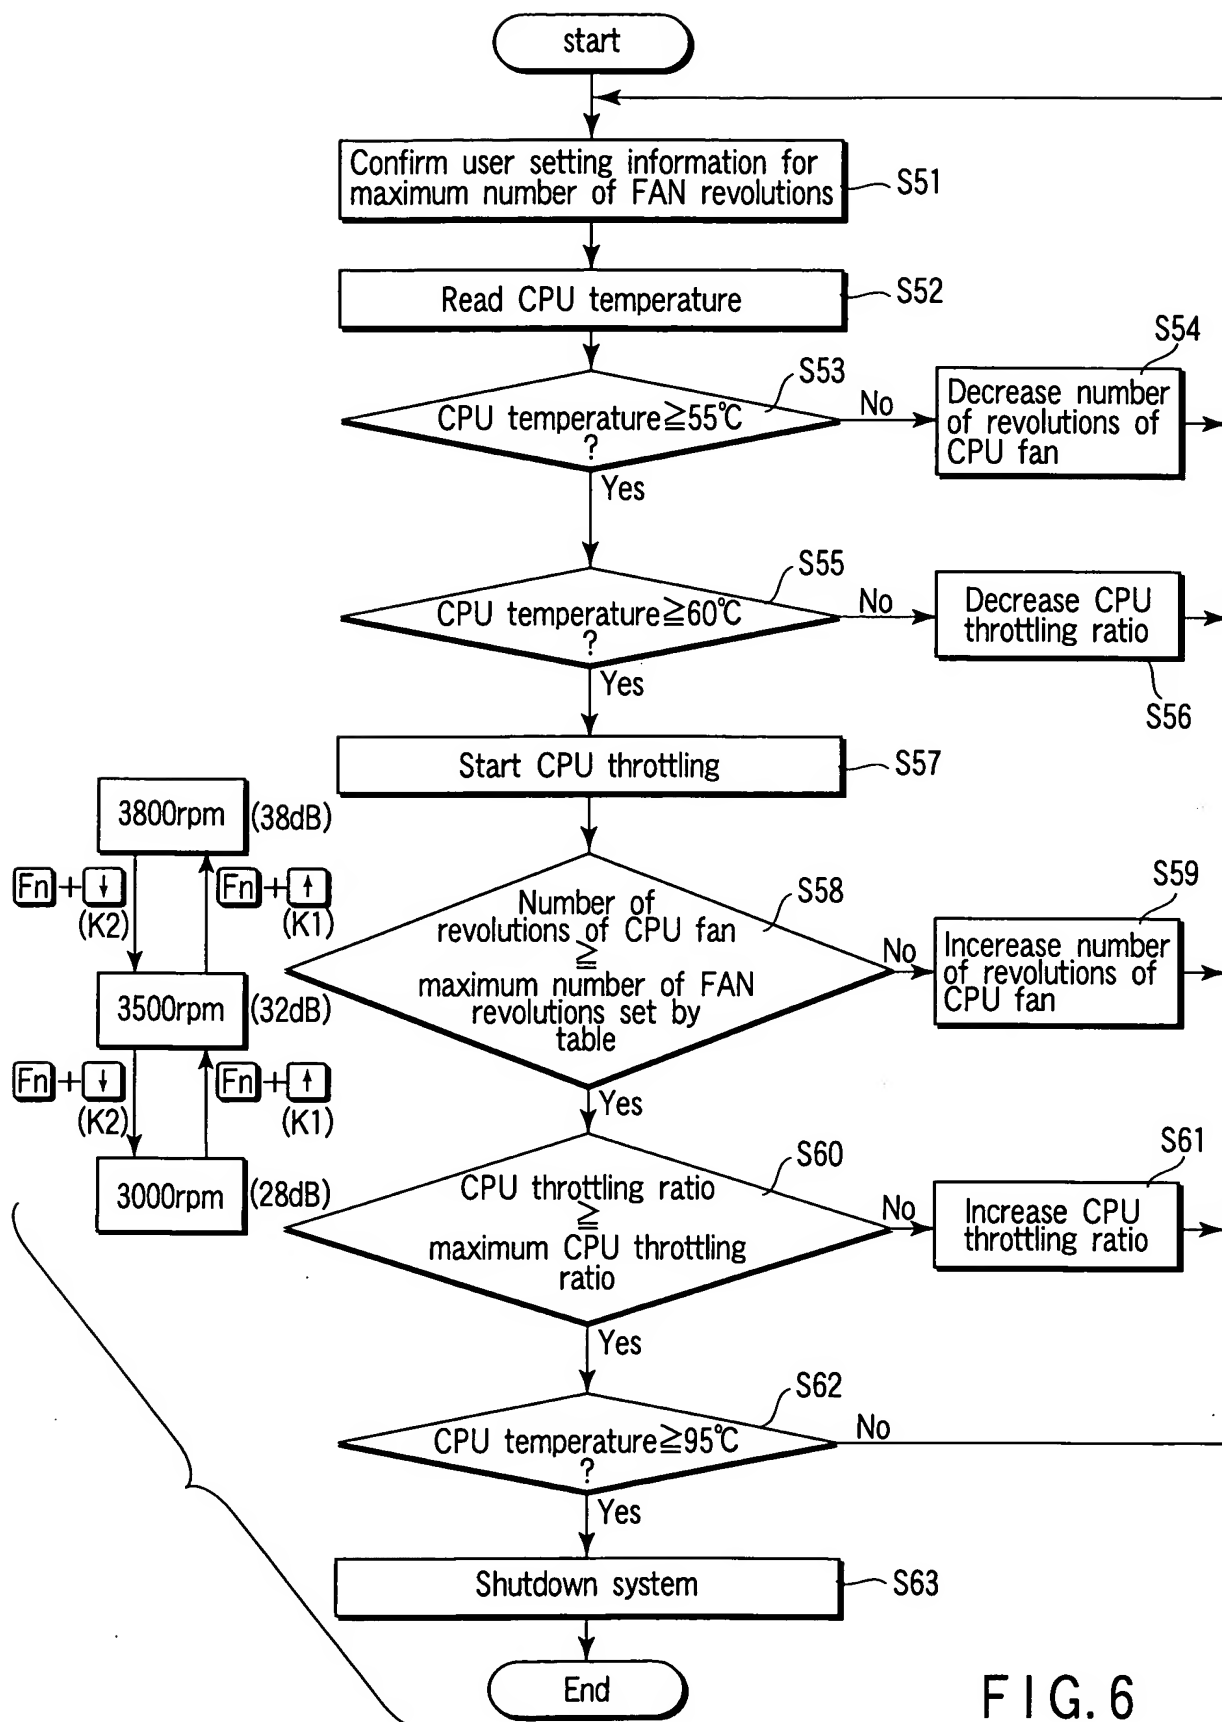 start
Confirm user setting information for
maximum number of FAN revolutions
S51
Read CPU temperature
S52
CPU temperature≧55℃
?
S53
No
Yes
Decrease number
of revolutions of
CPU fan
S54
CPU temperature≧60℃
?
S55
No
Yes
Decrease CPU
throttling ratio
S56
Start CPU throttling
S57
3800rpm (38dB)
Fn+↓
(K2)
Fn+↑
(K1)
3500rpm (32dB)
Fn+↓
(K2)
Fn+↑
(K1)
3000rpm (28dB)
Number of
revolutions of CPU fan
≧
maximum number of FAN
revolutions set by
table
S58
No
Yes
Increrease number
of revolutions of
CPU fan
S59
CPU throttling ratio
≧
maximum CPU throttling
ratio
S60
No
Yes
Increase CPU
throttling ratio
S61
CPU temperature≧95℃
?
S62
No
Yes
Shutdown system
S63
End
FIG. 6